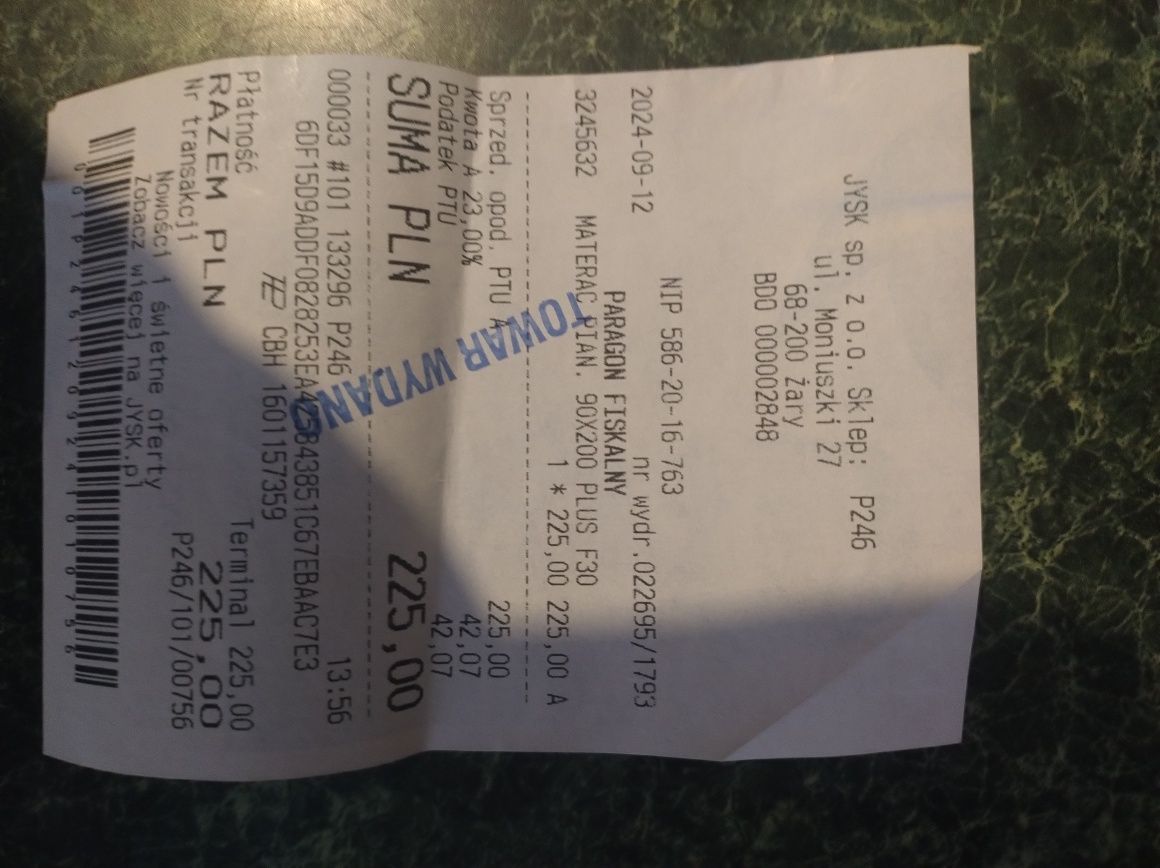 JYSK sp. z o.o. Sklep: P246
ul. Moniuszki 27
68-200 Żary
BDO 000002848
NIP 586-20-16-763
2024-09-12 nr wydr.022695/1793
PARAGON FISKALNY
3245632 MATERAC PIAN. 90X200 PLUS F30
1 * 225,00 225,00 A
Sprzed. opod. PTU A 225,00
Kwota A 23,00% 42,07
Podatek PTU 42,07
SUMA PLN 225,00
000033 #101 133296 P246 13:56
CBH 1601157359
Płatność Terminal 225,00
RAZEM PLN 225,00
Nr transakcji P246/101/00756
Nowości i świetne oferty
Zobacz więcej na JYSK.pl
TOWAR WYDANO